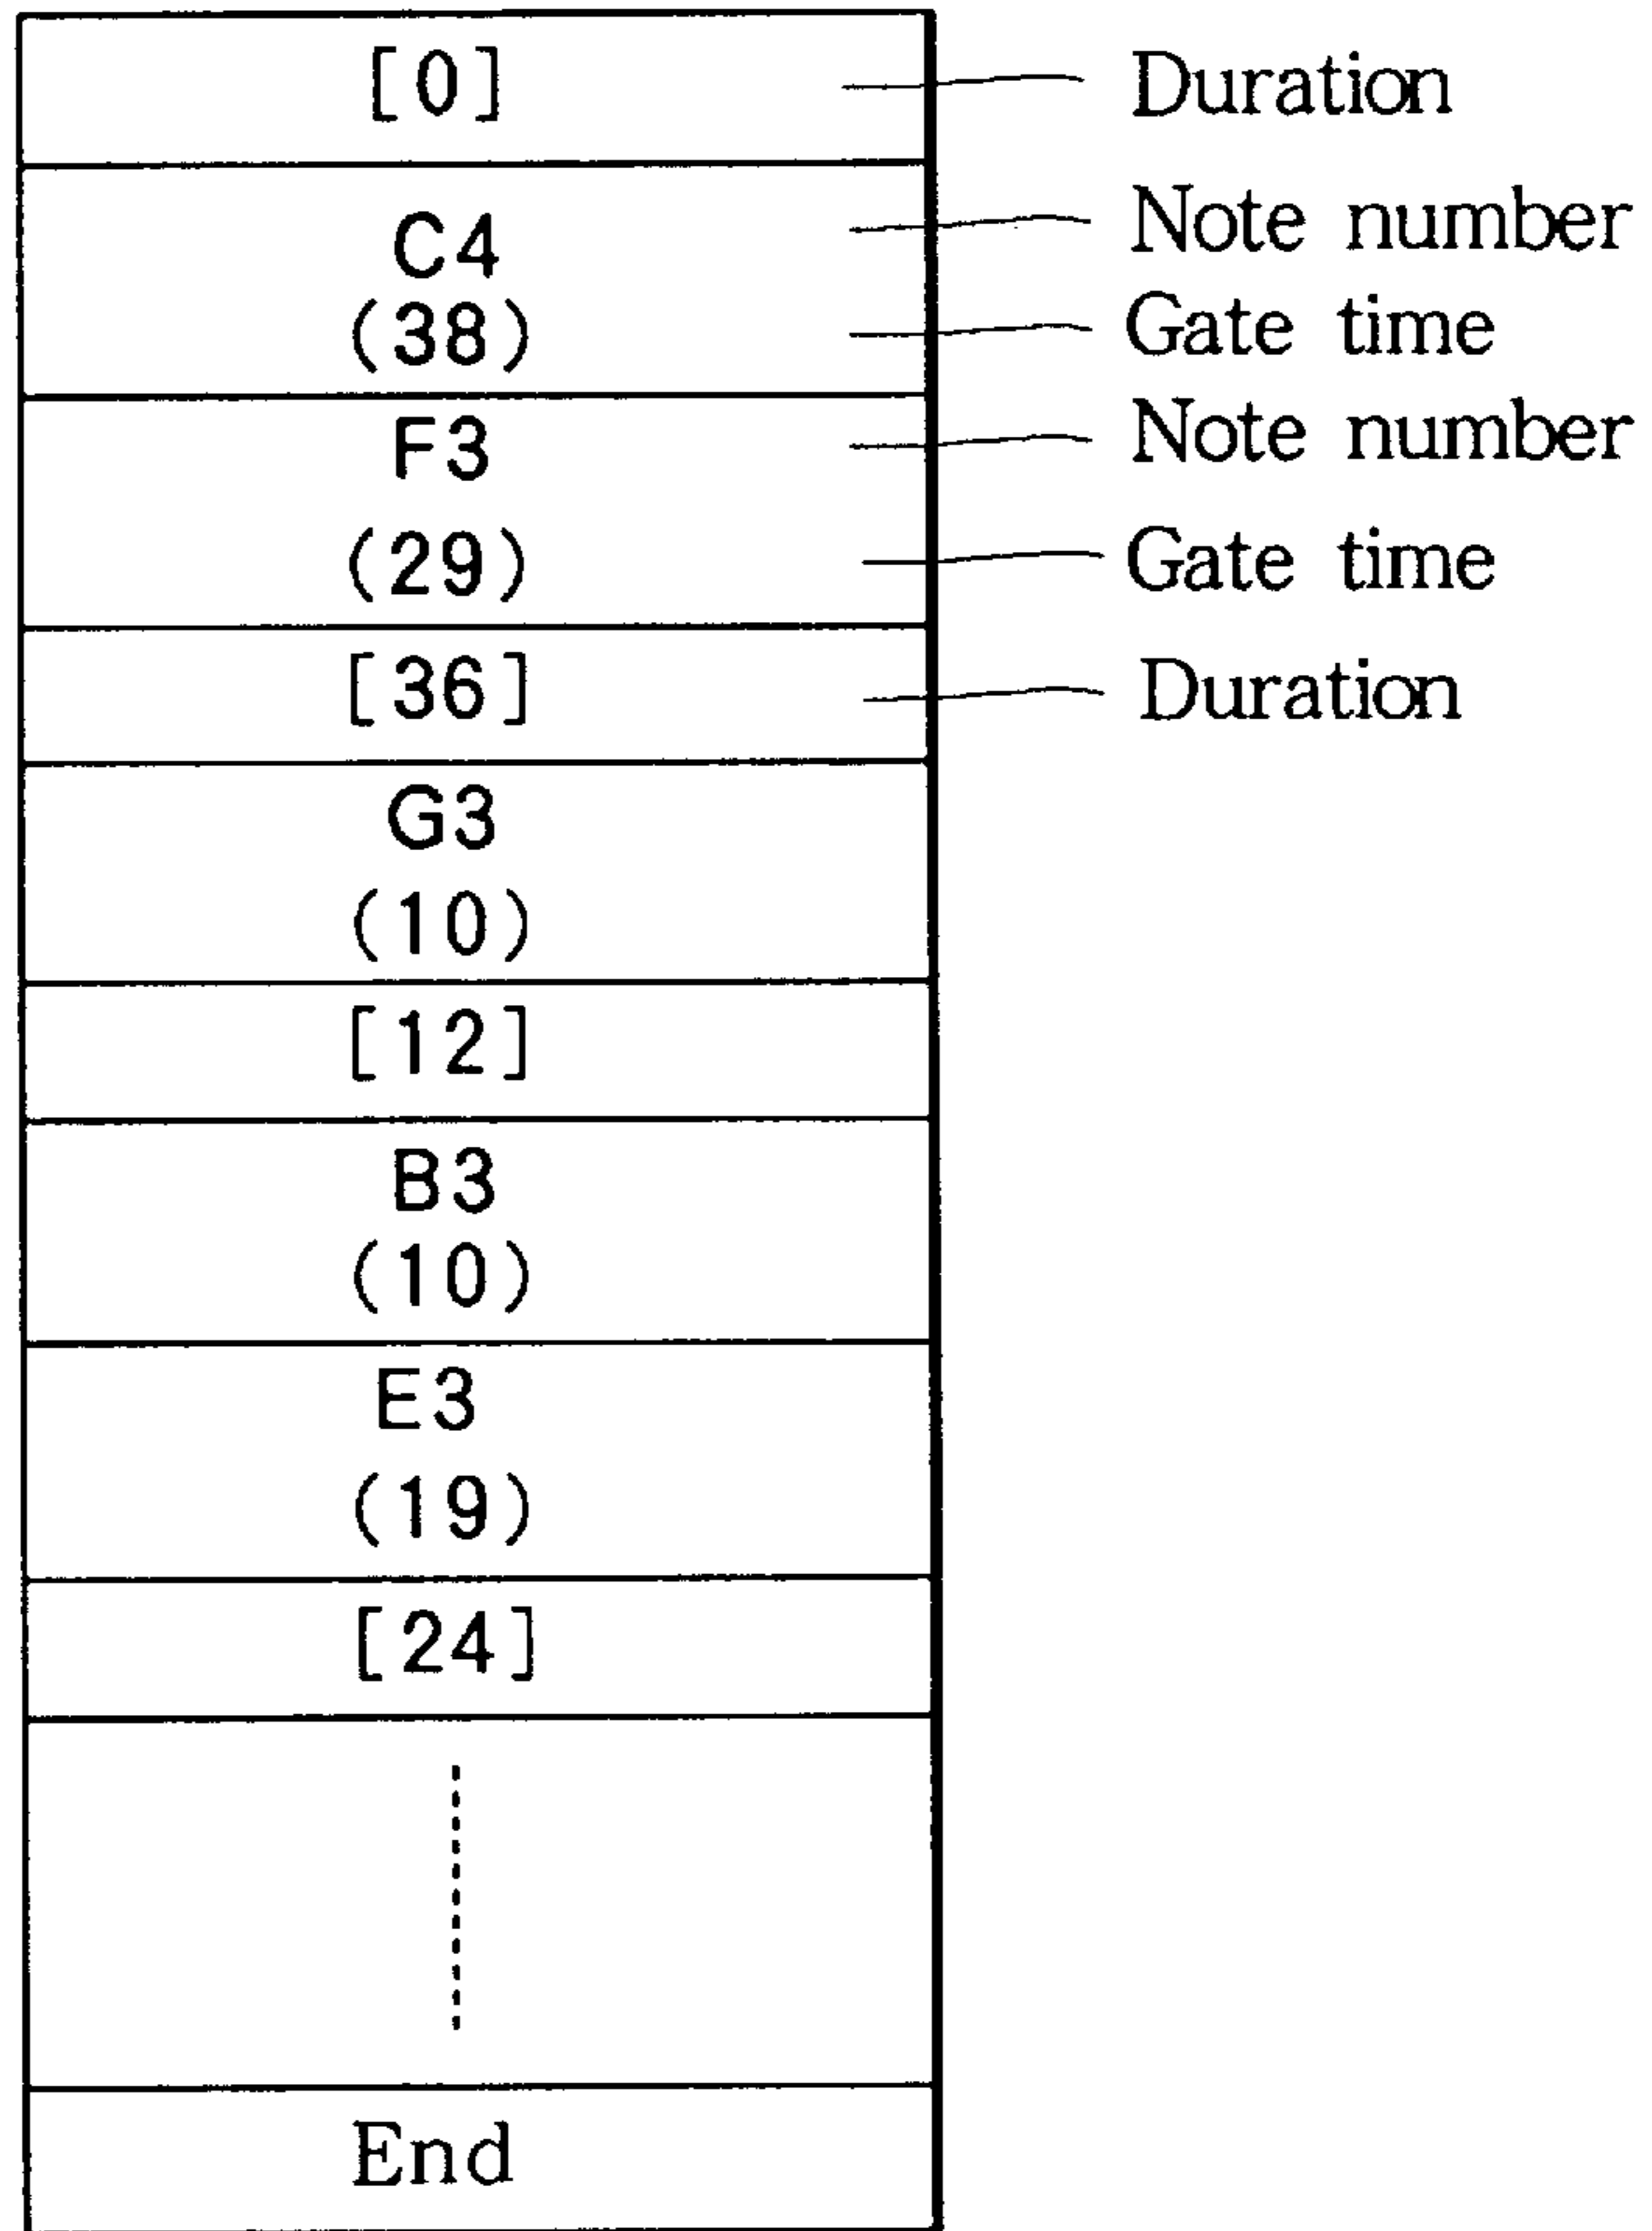 [0] Duration
C4 Note number
(38) Gate time
F3 Note number
(29) Gate time
[36] Duration
G3
(10)
[12]
B3
(10)
E3
(19)
[24]
End